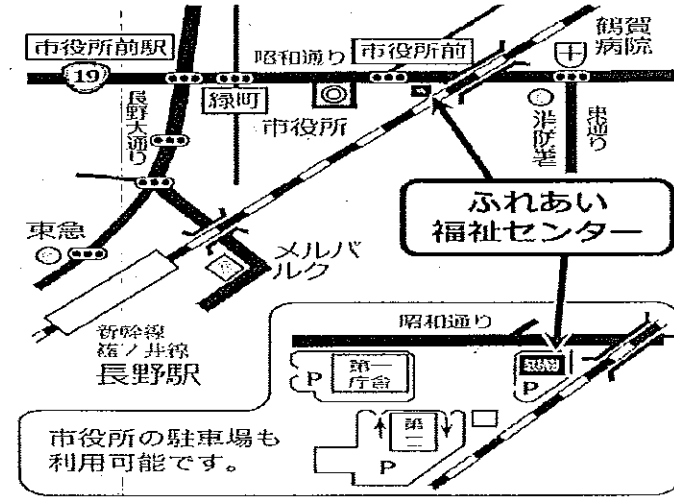 市役所前駅
19
昭和通り
市役所前
鶴賀
病院
緑町
市役所
長野大通り
消防署
東通り
ふれあい
福祉センター
東急
メルパ
ルク
新幹線
篠ノ井線
長野駅
昭和通り
P
第一
庁舎
P
第二
P
市役所の駐車場も
利用可能です。